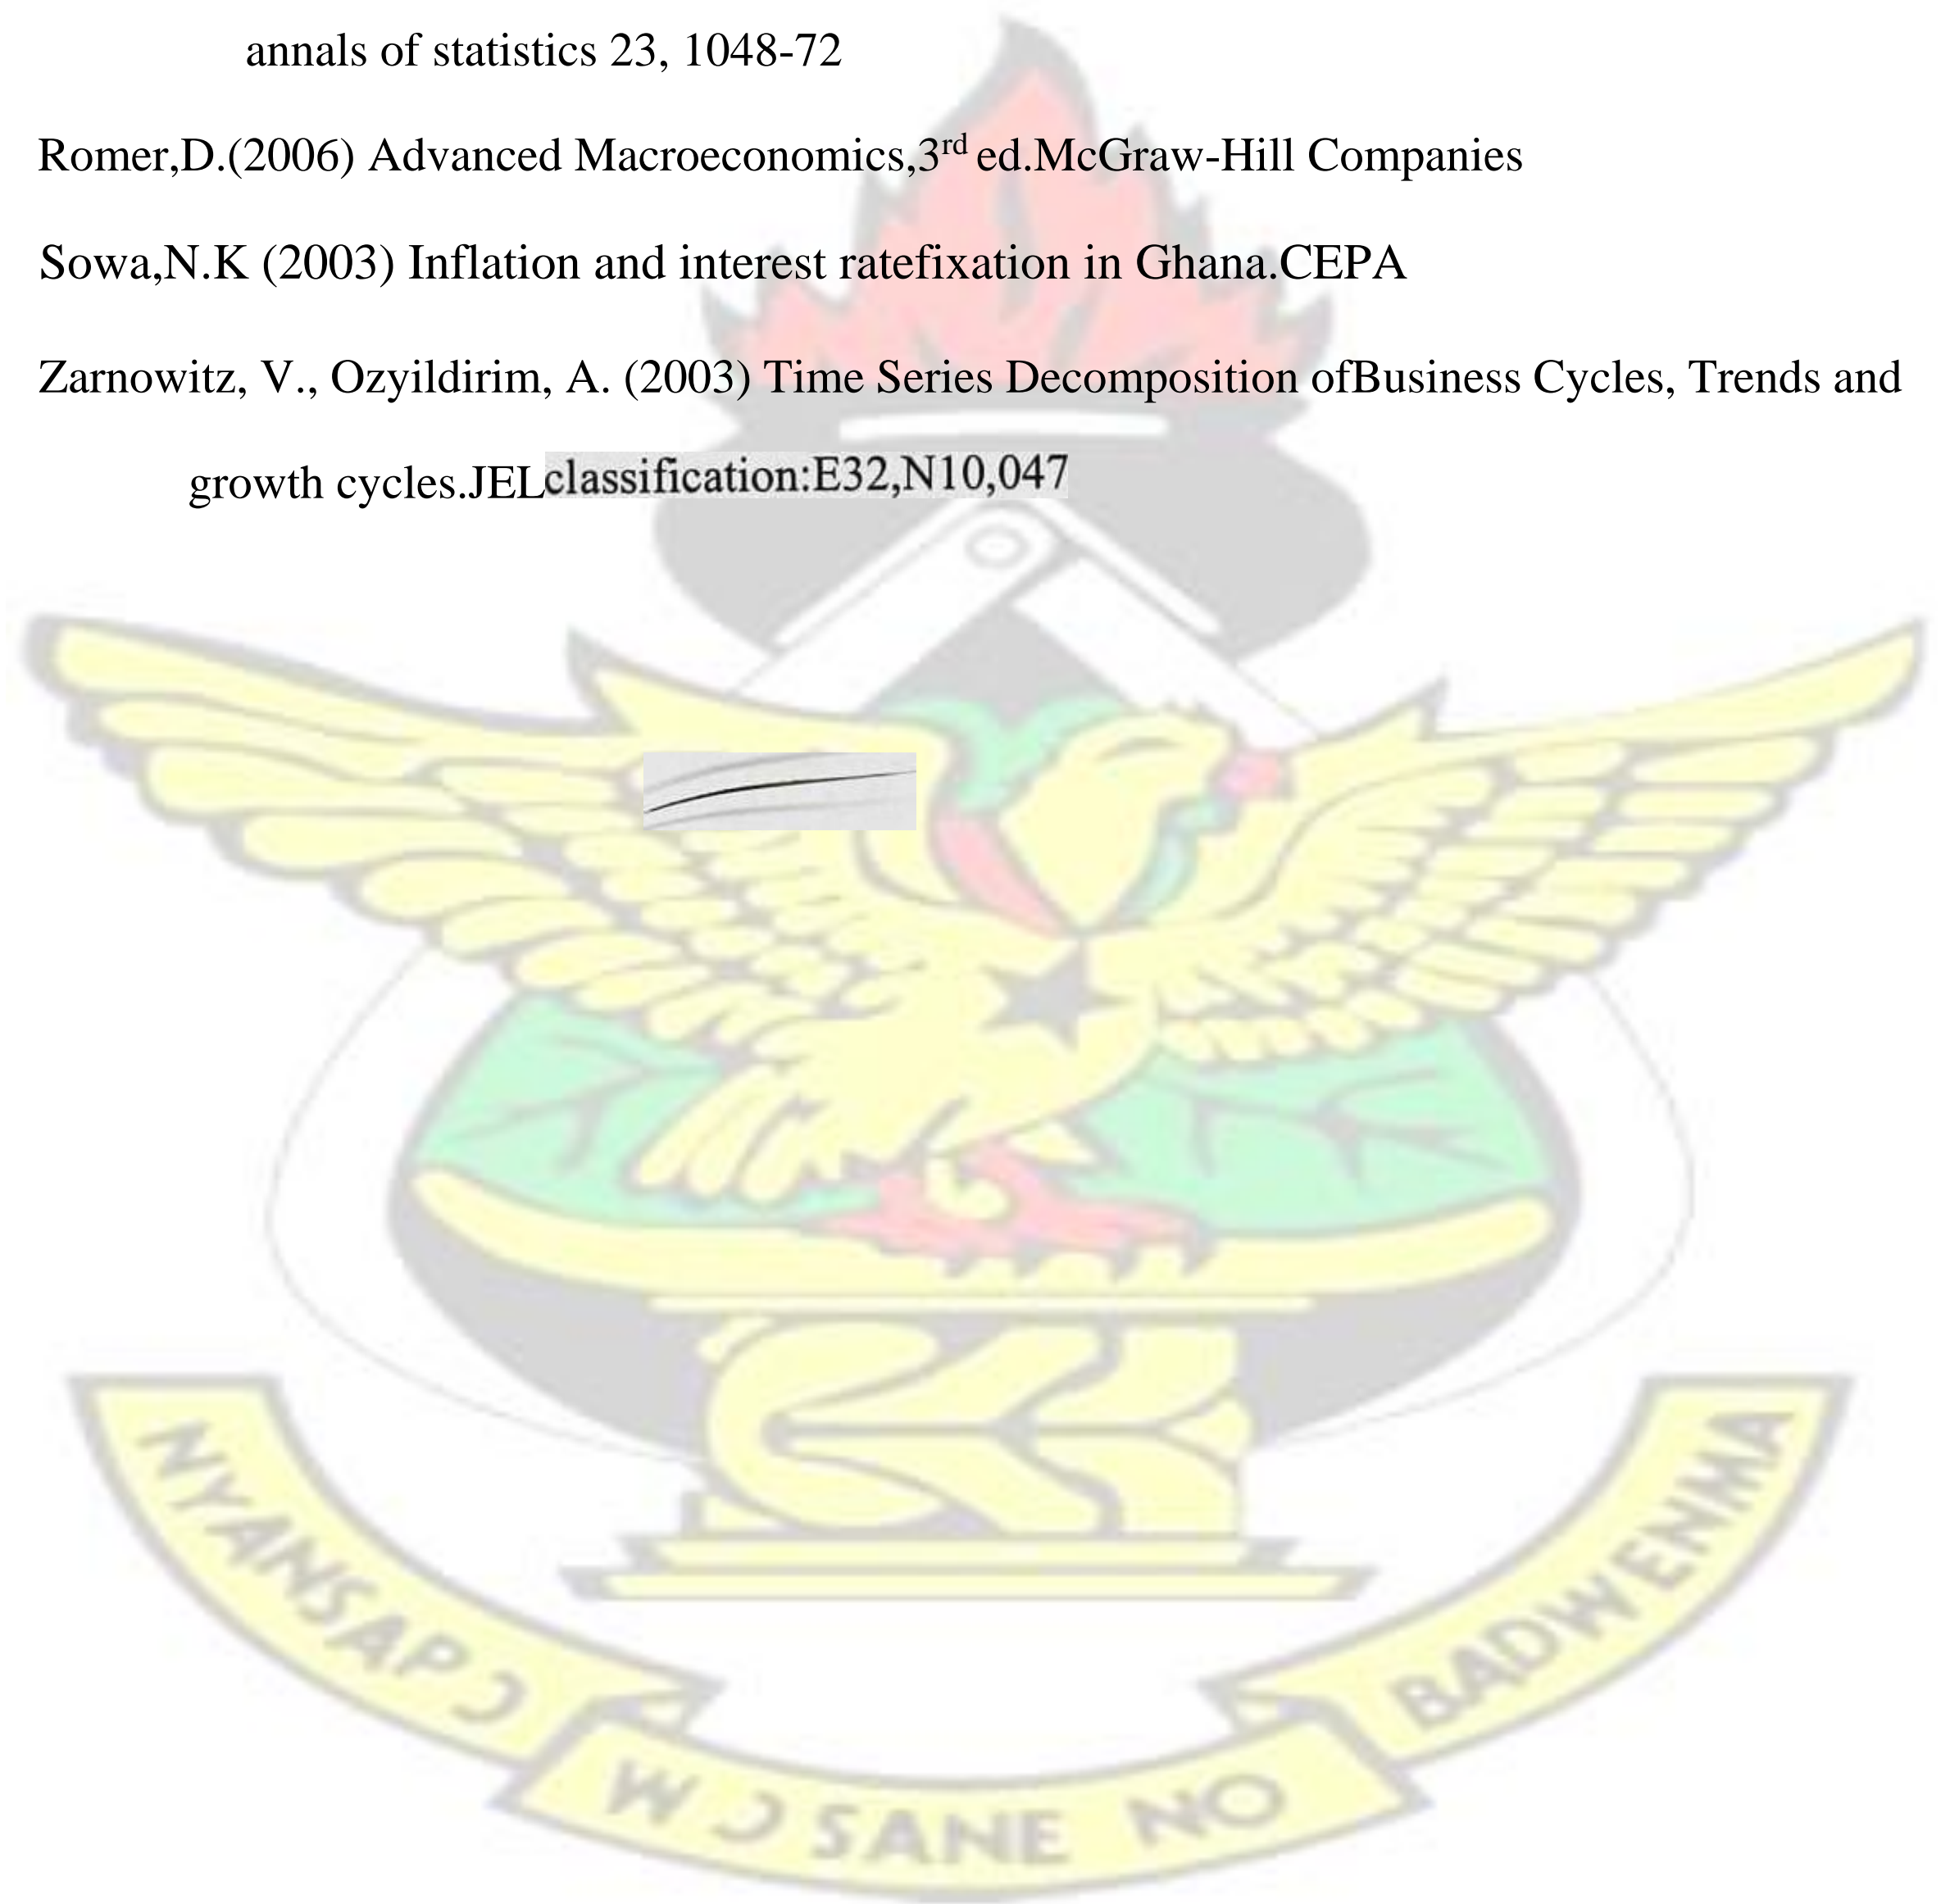 annals of statistics 23, 1048-72
Romer,D.(2006) Advanced Macroeconomics,3rd ed.McGraw-Hill Companies
Sowa,N.K (2003) Inflation and interest ratefixation in Ghana.CEPA
Zarnowitz, V., Ozyildirim, A. (2003) Time Series Decomposition ofBusiness Cycles, Trends and
growth cycles.JELclassification:E32,N10,047
NYANSAPƆ
WƆSANE NO
BADWENMA